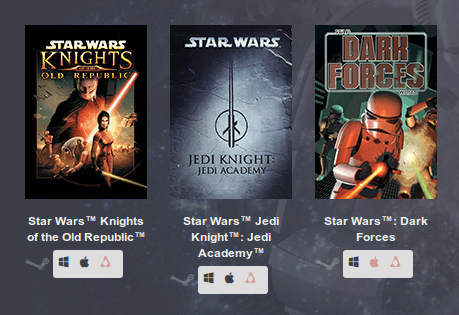 STAR WARS
KNIGHTS
OF THE
OLD REPUBLIC
Star Wars™ Knights
of the Old Republic™
STAR WARS
JEDI KNIGHT:
JEDI ACADEMY
Star Wars™ Jedi
Knight™: Jedi
Academy™
STAR WARS
DARK
FORCES
Star Wars™: Dark
Forces